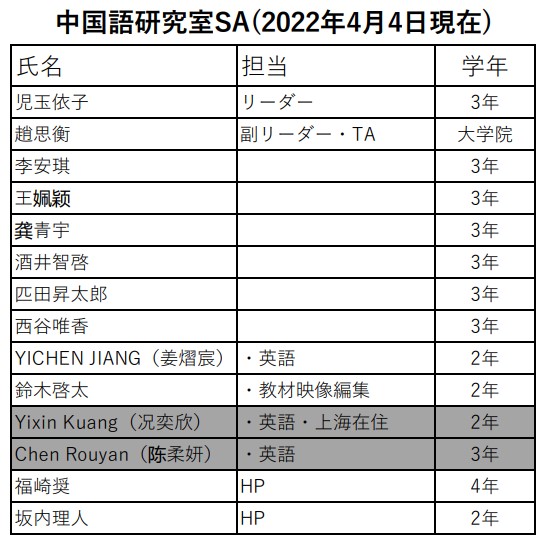 中国語研究室SA(2022年4月4日現在)
氏名 担当 学年
児玉依子 リーダー 3年
趙思衡 副リーダー・TA 大学院
李安琪 3年
王姵颖 3年
龚青宇 3年
酒井智啓 3年
匹田昇太郎 3年
西谷唯香 3年
YICHEN JIANG（姜熠宸） ・英語 2年
鈴木啓太 ・教材映像編集 2年
Yixin Kuang（况奕欣） ・英語・上海在住 2年
Chen Rouyan（陈柔妍） ・英語 3年
福崎奨 HP 4年
坂内理人 HP 2年